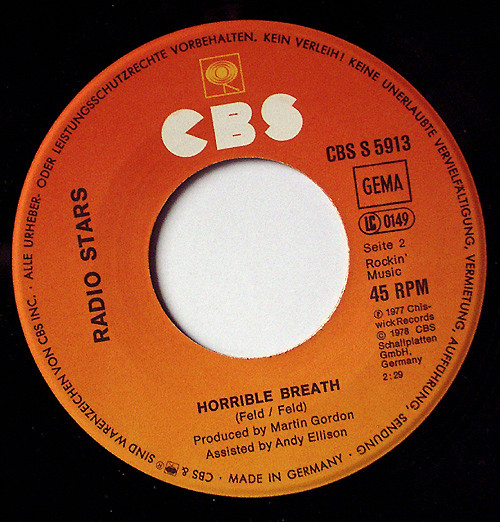 ALLE URHEBER- ODER LEISTUNGSSCHUTZRECHTE VORBEHALTEN. KEIN VERLEIH! KEINE UNERLAUBTE VERVIELFÄLTIGUNG, VERMIETUNG, AUFFÜHRUNG, SENDUNG
CBS
CBS S 5913
GEMA
LC 0149
Seite 2
Rockin'
Music
45 RPM
℗ 1977 Chis-
wickRecords
© 1978 CBS
Schallplatten
GmbH,
Germany
2:29
RADIO STARS
HORRIBLE BREATH
(Feld / Feld)
Produced by Martin Gordon
Assisted by Andy Ellison
CBS & ® SIND WARENZEICHEN VON CBS INC. · MADE IN GERMANY ·